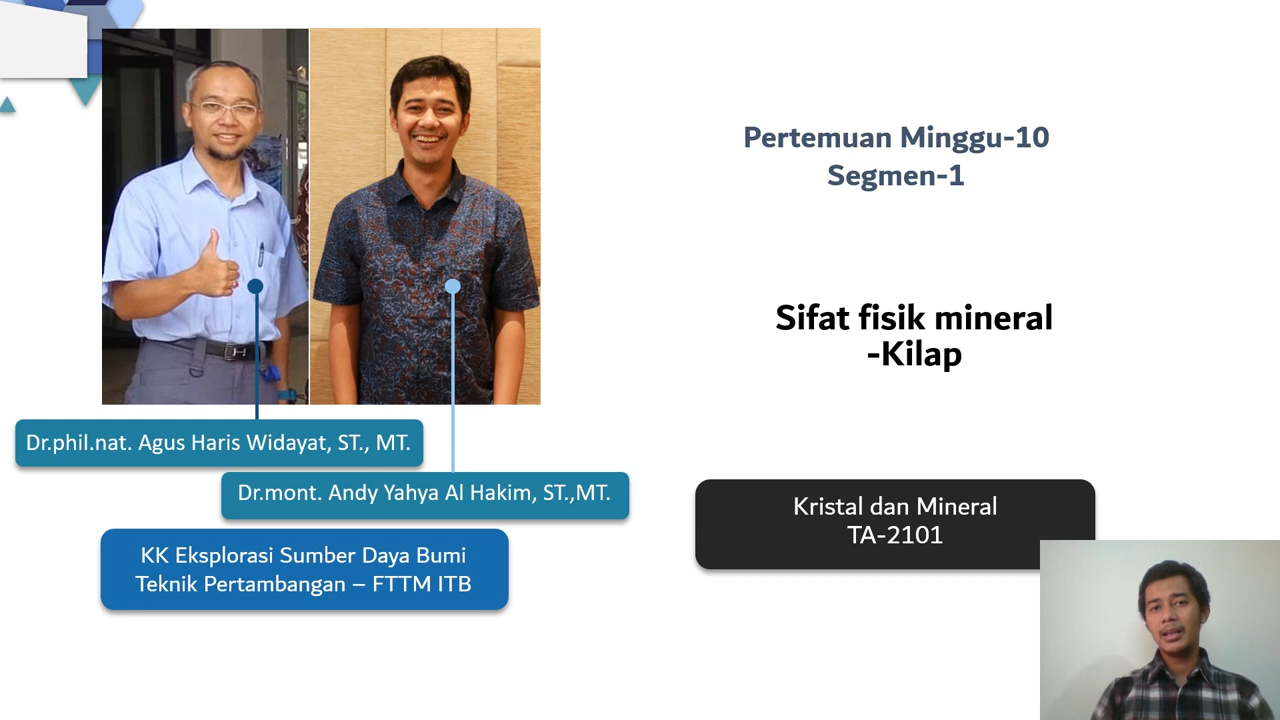 Pertemuan Minggu-10
Segmen-1
Sifat fisik mineral
-Kilap
Dr.phil.nat. Agus Haris Widayat, ST., MT.
Dr.mont. Andy Yahya Al Hakim, ST.,MT.
KK Eksplorasi Sumber Daya Bumi
Teknik Pertambangan – FTTM ITB
Kristal dan Mineral
TA-2101